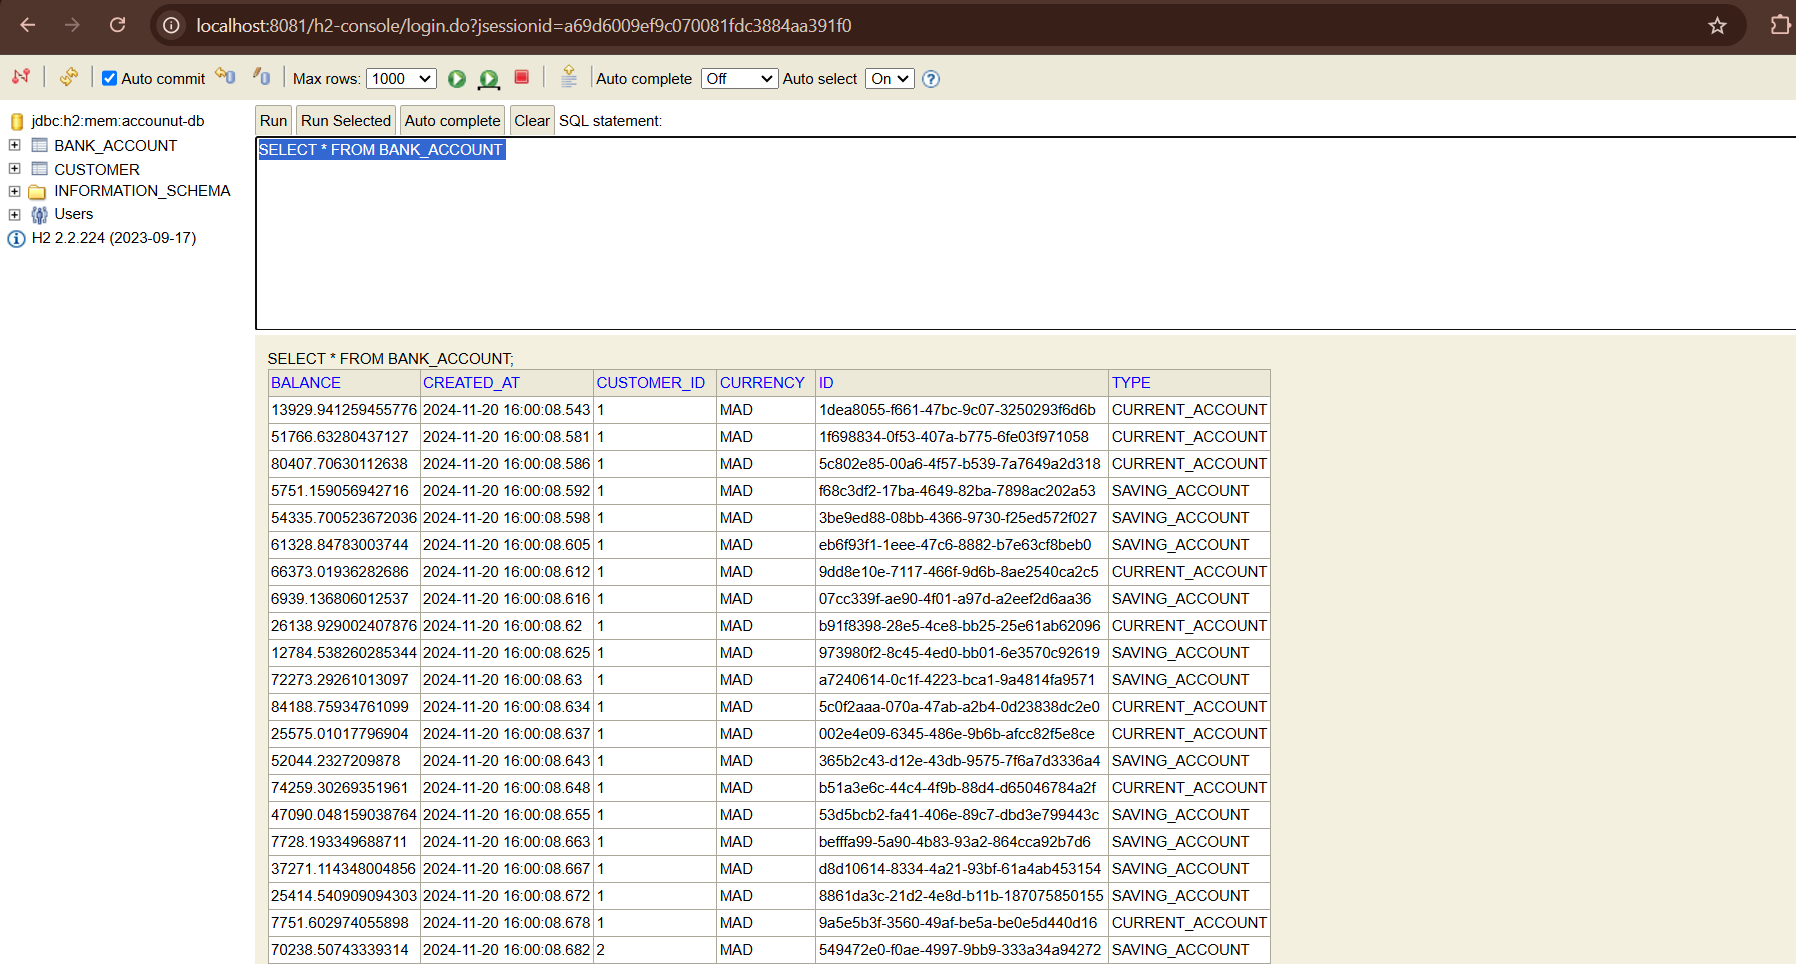 localhost:8081/h2-console/login.do?jsessionid=a69d6009ef9c070081fdc3884aa391f0
Auto commit Max rows: 1000 Auto complete Off Auto select On
jdbc:h2:mem:accounut-db
BANK_ACCOUNT
CUSTOMER
INFORMATION_SCHEMA
Users
H2 2.2.224 (2023-09-17)
Run Run Selected Auto complete Clear SQL statement:
SELECT * FROM BANK_ACCOUNT
SELECT * FROM BANK_ACCOUNT;
BALANCE CREATED_AT CUSTOMER_ID CURRENCY ID TYPE
13929.941259455776 2024-11-20 16:00:08.543 1 MAD 1dea8055-f661-47bc-9c07-3250293f6d6b CURRENT_ACCOUNT
51766.63280437127 2024-11-20 16:00:08.581 1 MAD 1f698834-0f53-407a-b775-6fe03f971058 CURRENT_ACCOUNT
80407.70630112638 2024-11-20 16:00:08.586 1 MAD 5c802e85-00a6-4f57-b539-7a7649a2d318 CURRENT_ACCOUNT
5751.159056942716 2024-11-20 16:00:08.592 1 MAD f68c3df2-17ba-4649-82ba-7898ac202a53 SAVING_ACCOUNT
54335.700523672036 2024-11-20 16:00:08.598 1 MAD 3be9ed88-08bb-4366-9730-f25ed572f027 SAVING_ACCOUNT
61328.84783003744 2024-11-20 16:00:08.605 1 MAD eb6f93f1-1eee-47c6-8882-b7e63cf8beb0 SAVING_ACCOUNT
66373.01936282686 2024-11-20 16:00:08.612 1 MAD 9dd8e10e-7117-466f-9d6b-8ae2540ca2c5 CURRENT_ACCOUNT
6939.136806012537 2024-11-20 16:00:08.616 1 MAD 07cc339f-ae90-4f01-a97d-a2eef2d6aa36 SAVING_ACCOUNT
26138.929002407876 2024-11-20 16:00:08.62 1 MAD b91f8398-28e5-4ce8-bb25-25e61ab62096 CURRENT_ACCOUNT
12784.538260285344 2024-11-20 16:00:08.625 1 MAD 973980f2-8c45-4ed0-bb01-6e3570c92619 SAVING_ACCOUNT
72273.29261013097 2024-11-20 16:00:08.63 1 MAD a7240614-0c1f-4223-bca1-9a4814fa9571 SAVING_ACCOUNT
84188.75934761099 2024-11-20 16:00:08.634 1 MAD 5c0f2aaa-070a-47ab-a2b4-0d23838dc2e0 CURRENT_ACCOUNT
25575.01017796904 2024-11-20 16:00:08.637 1 MAD 002e4e09-6345-486e-9b6b-afcc82f5e8ce CURRENT_ACCOUNT
52044.2327209878 2024-11-20 16:00:08.643 1 MAD 365b2c43-d12e-43db-9575-7f6a7d3336a4 SAVING_ACCOUNT
74259.30269351961 2024-11-20 16:00:08.648 1 MAD b51a3e6c-44c4-4f9b-88d4-d65046784a2f CURRENT_ACCOUNT
47090.048159038764 2024-11-20 16:00:08.655 1 MAD 53d5bcb2-fa41-406e-89c7-dbd3e799443c SAVING_ACCOUNT
7728.193349688711 2024-11-20 16:00:08.663 1 MAD befffa99-5a90-4b83-93a2-864cca92b7d6 SAVING_ACCOUNT
37271.114348004856 2024-11-20 16:00:08.667 1 MAD d8d10614-8334-4a21-93bf-61a4ab453154 SAVING_ACCOUNT
25414.540909094303 2024-11-20 16:00:08.672 1 MAD 8861da3c-21d2-4e8d-b11b-187075850155 SAVING_ACCOUNT
7751.602974055898 2024-11-20 16:00:08.678 1 MAD 9a5e5b3f-3560-49af-be5a-be0e5d440d16 CURRENT_ACCOUNT
70238.50743339314 2024-11-20 16:00:08.682 2 MAD 549472e0-f0ae-4997-9bb9-333a34a94272 SAVING_ACCOUNT